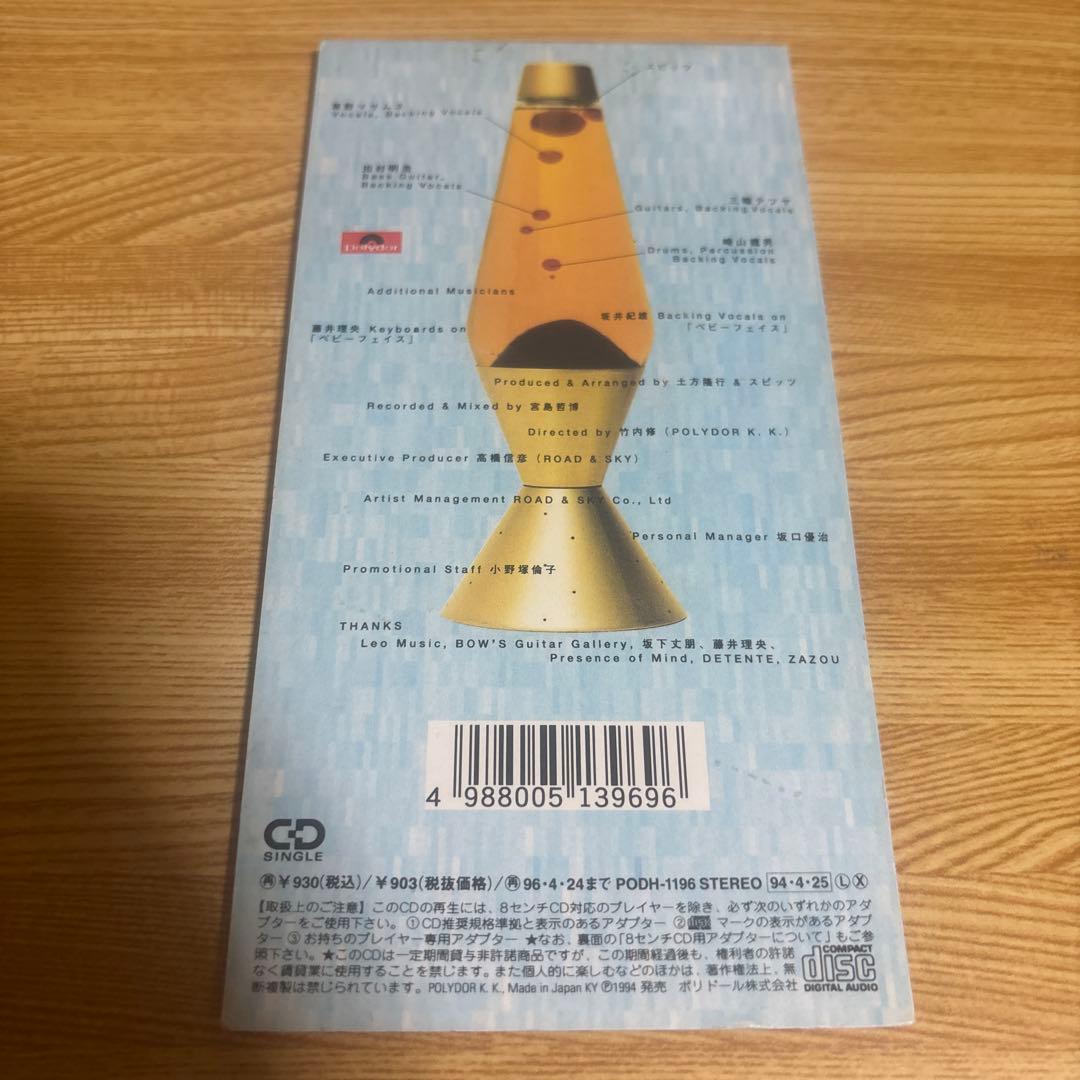 スピッツ
草野マサムネ
Vocals, Backing Vocals
田村明浩
Bass Guitar,
Backing Vocals
三輪テツヤ
Guitars, Backing Vocals
Polydor
崎山龍男
Drums, Percussion
Backing Vocals
Additional Musicians
坂井紀雄 Backing Vocals on
「ベビーフェイス」
藤井理央 Keyboards on
「ベビーフェイス」
Produced & Arranged by 土方隆行 & スピッツ
Recorded & Mixed by 宮島哲博
Directed by 竹内修 (POLYDOR K. K.)
Executive Producer 高橋信彦 (ROAD & SKY)
Artist Management ROAD & SKY Co., Ltd
Personal Manager 坂口優治
Promotional Staff 小野塚倫子
THANKS
Leo Music, BOW'S Guitar Gallery, 坂下丈朋、藤井理央、
Presence of Mind, DETENTE, ZAZOU
4 988005 139696
CD
SINGLE
再¥930(税込)/¥903(税抜価格)/再96・4・24まで PODH-1196 STEREO 94・4・25 L X
【取扱上のご注意】このCDの再生には、8センチCD対応のプレイヤーを除き、必ず次のいずれかのアダ
プターをご使用下さい。①CD推奨規格準拠と表示のあるアダプター ② マークの表示があるアダプ
ター ③お持ちのプレイヤー専用アダプター ★なお、裏面の「8センチCD用アダプターについて」もご参
照下さい。★このCDは一定期間貸与非許諾商品ですが、この期間経過後も、権利者の許諾
なく賃貸業に使用することを禁じます。また個人的に楽しむなどのほかは、著作権法上、無
断複製は禁じられています。POLYDOR K. K., Made in Japan KY Ⓟ1994 発売 ポリドール株式会社
COMPACT
disc
DIGITAL AUDIO